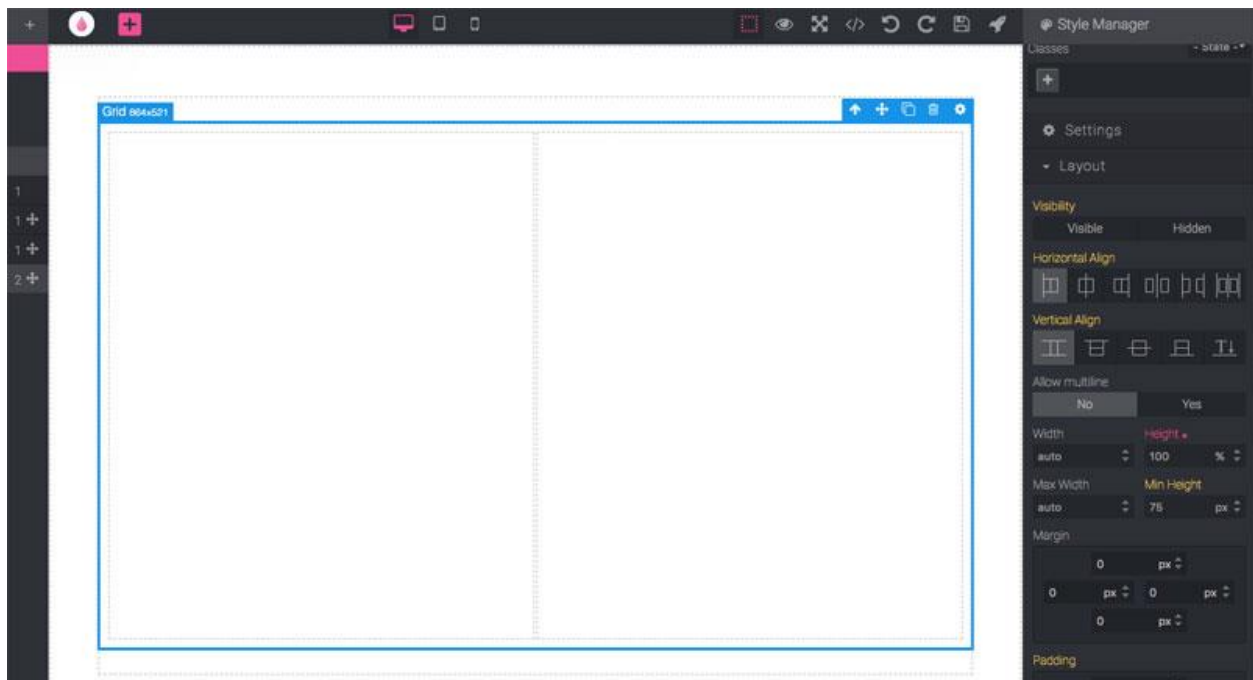 Style Manager
Classes
- State -
Grid 864x521
Settings
Layout
1
Visibility
1
Visible Hidden
1
Horizontal Align
2
Vertical Align
Allow multiline
No Yes
Width Height
auto 100 %
Max Width Min Height
auto 75 px
Margin
0 px
0 px 0 px
0 px
Padding